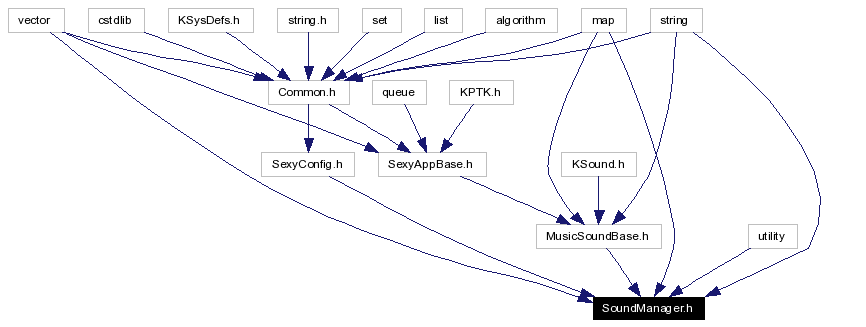 vector
cstdlib
KSysDefs.h
string.h
set
list
algorithm
map
string
Common.h
queue
KPTK.h
SexyConfig.h
SexyAppBase.h
KSound.h
MusicSoundBase.h
utility
SoundManager.h